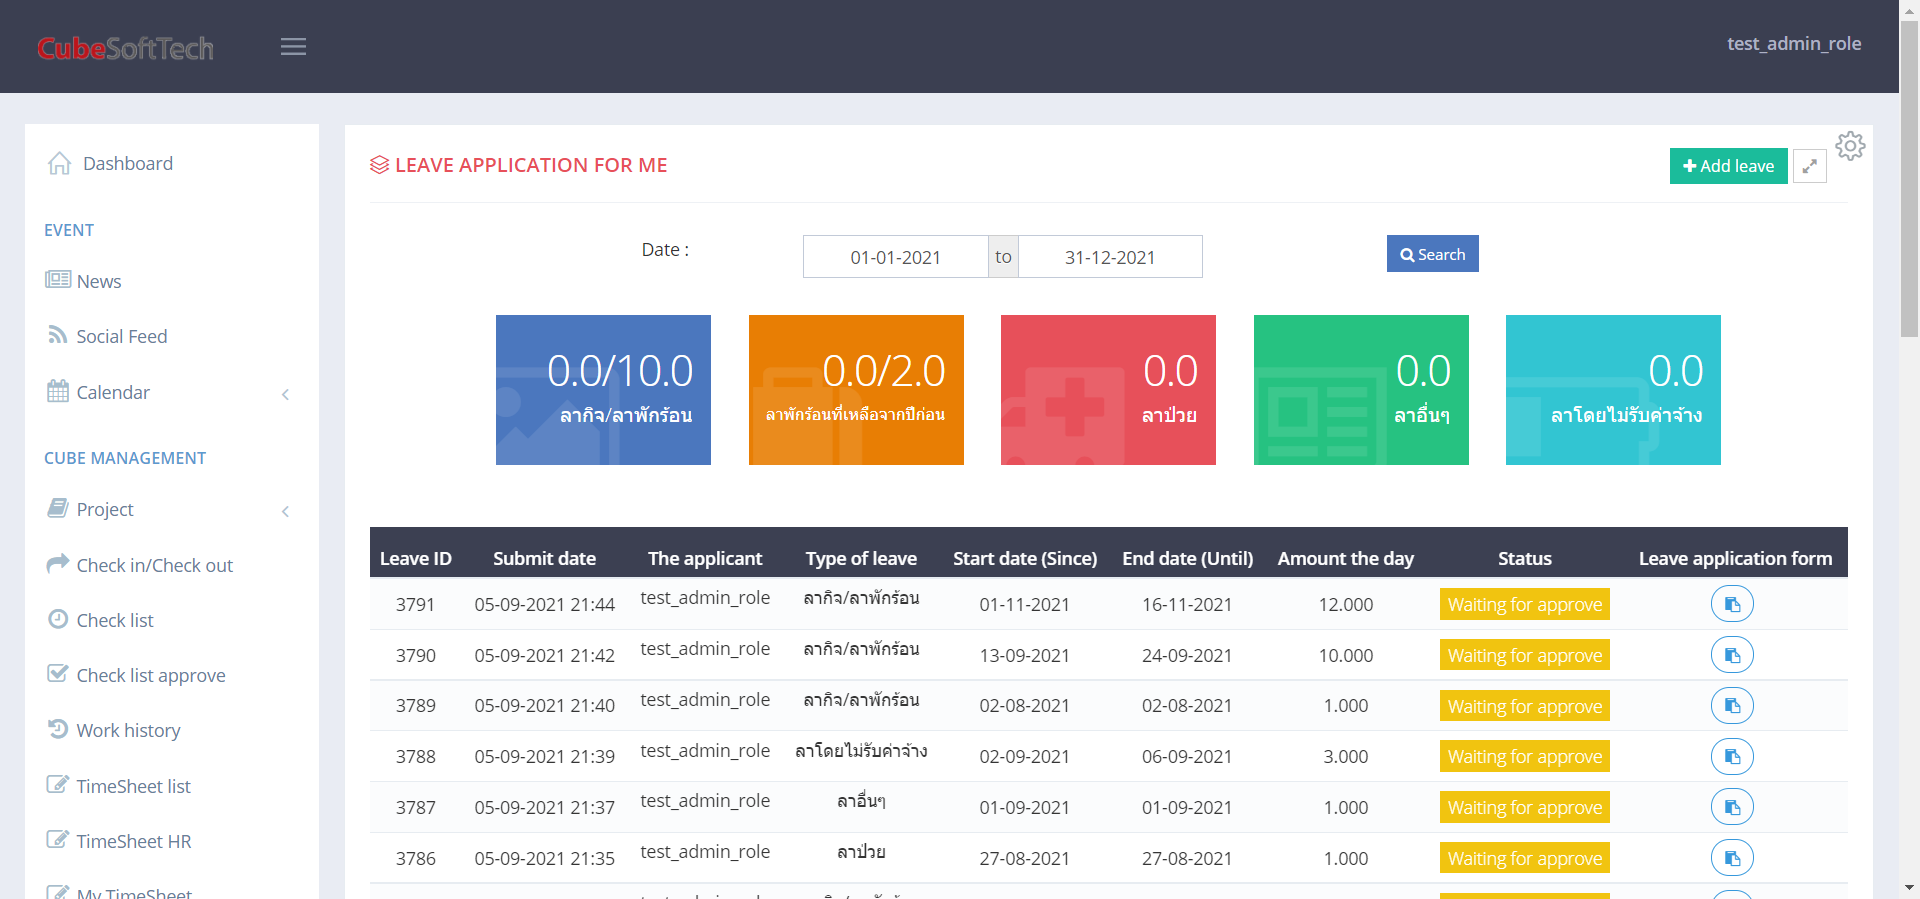 CubeSoftTech
test_admin_role
Dashboard
EVENT
News
Social Feed
Calendar
CUBE MANAGEMENT
Project
Check in/Check out
Check list
Check list approve
Work history
TimeSheet list
TimeSheet HR
My TimeSheet
LEAVE APPLICATION FOR ME
Add leave
Date :
01-01-2021 to 31-12-2021
Search
0.0/10.0
ลากิจ/ลาพักร้อน
0.0/2.0
ลาพักร้อนที่เหลือจากปีก่อน
0.0
ลาป่วย
0.0
ลาอื่นๆ
0.0
ลาโดยไม่รับค่าจ้าง
Leave ID Submit date The applicant Type of leave Start date (Since) End date (Until) Amount the day Status Leave application form
3791 05-09-2021 21:44 test_admin_role ลากิจ/ลาพักร้อน 01-11-2021 16-11-2021 12.000 Waiting for approve
3790 05-09-2021 21:42 test_admin_role ลากิจ/ลาพักร้อน 13-09-2021 24-09-2021 10.000 Waiting for approve
3789 05-09-2021 21:40 test_admin_role ลากิจ/ลาพักร้อน 02-08-2021 02-08-2021 1.000 Waiting for approve
3788 05-09-2021 21:39 test_admin_role ลาโดยไม่รับค่าจ้าง 02-09-2021 06-09-2021 3.000 Waiting for approve
3787 05-09-2021 21:37 test_admin_role ลาอื่นๆ 01-09-2021 01-09-2021 1.000 Waiting for approve
3786 05-09-2021 21:35 test_admin_role ลาป่วย 27-08-2021 27-08-2021 1.000 Waiting for approve